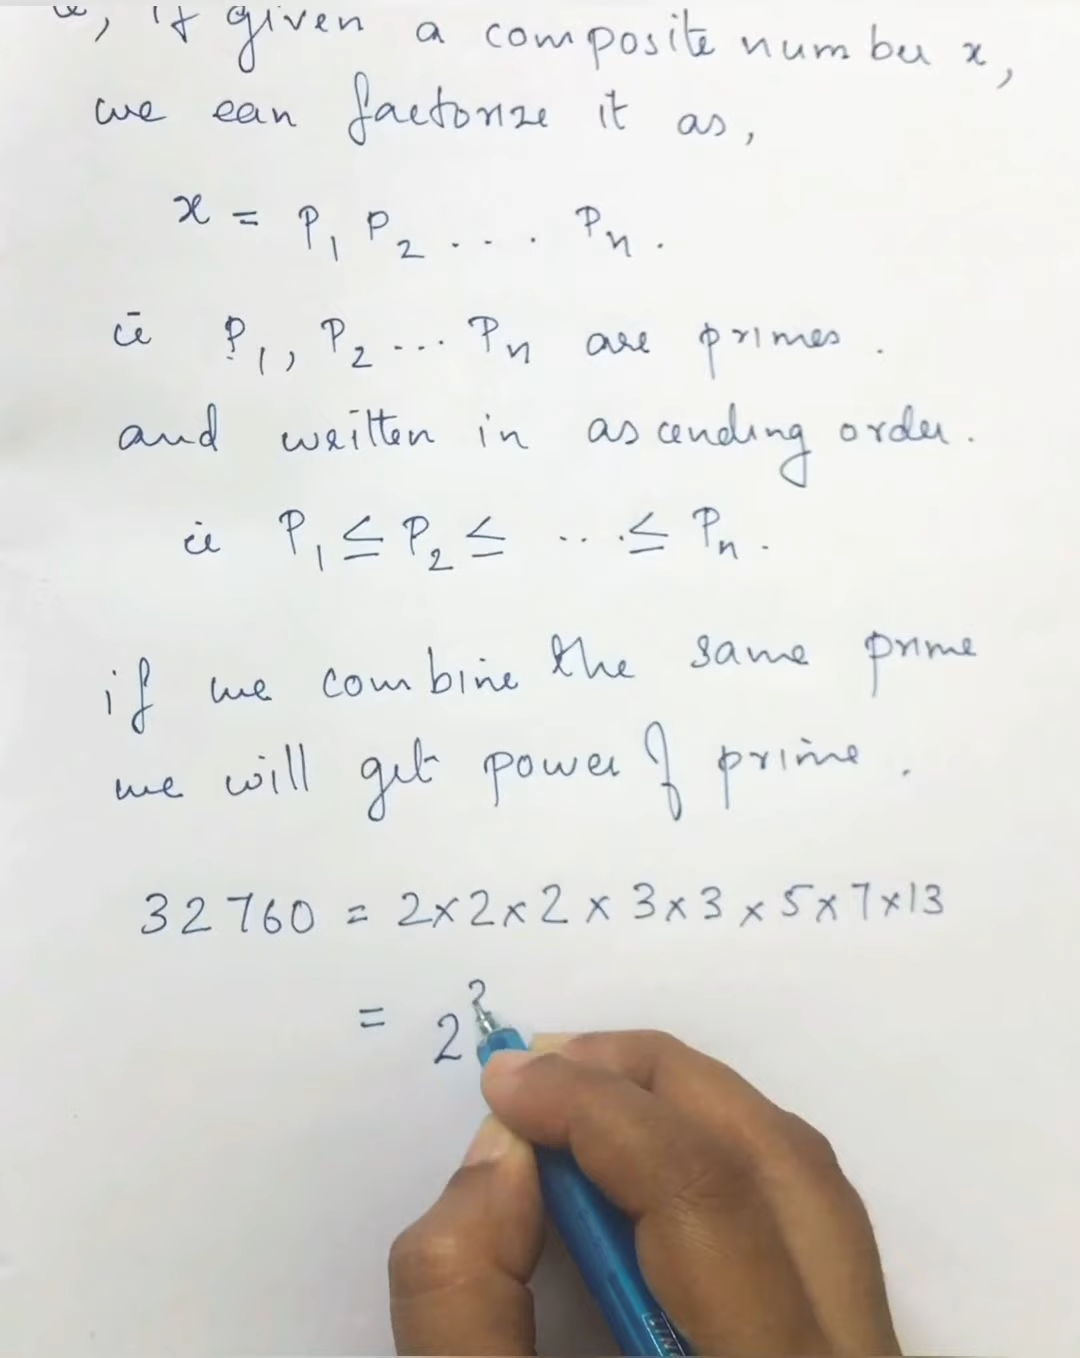 if given a composite number x,
we can factorize it as,
x = P₁ P₂ .... Pₙ.
ie P₁, P₂ ... Pₙ are primes.
and written in ascending order.
ie P₁ ≤ P₂ ≤ .... ≤ Pₙ.
if we combine the same prime
we will get power of prime.
32760 = 2×2×2×3×3×5×7×13
= 2